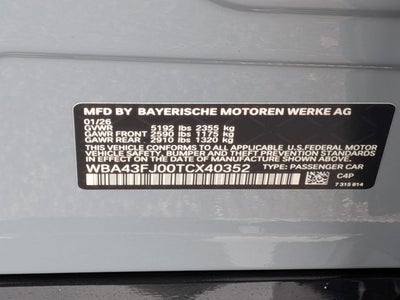 MFD BY BAYERISCHE MOTOREN WERKE AG
01/26
GVWR 5192 lbs 2355 kg
GAWR FRONT 2590 lbs 1175 kg
GAWR REAR 2910 lbs 1320 kg
THIS VEHICLE CONFORMS TO ALL APPLICABLE U.S.FEDERAL MOTOR
VEHICLE SAFETY, BUMPER, AND THEFT PREVENTION STANDARDS
IN EFFECT ON THE DATE OF MANUFACTURE SHOWN ABOVE.
WBA43FJ00TCX40352 TYPE: PASSENGER CAR
C4P
7 315 614